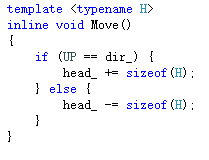 template <typename H>
inline void Move()
{
    if (UP == dir_) {
        head_ += sizeof(H);
    } else {
        head_ -= sizeof(H);
    }
}